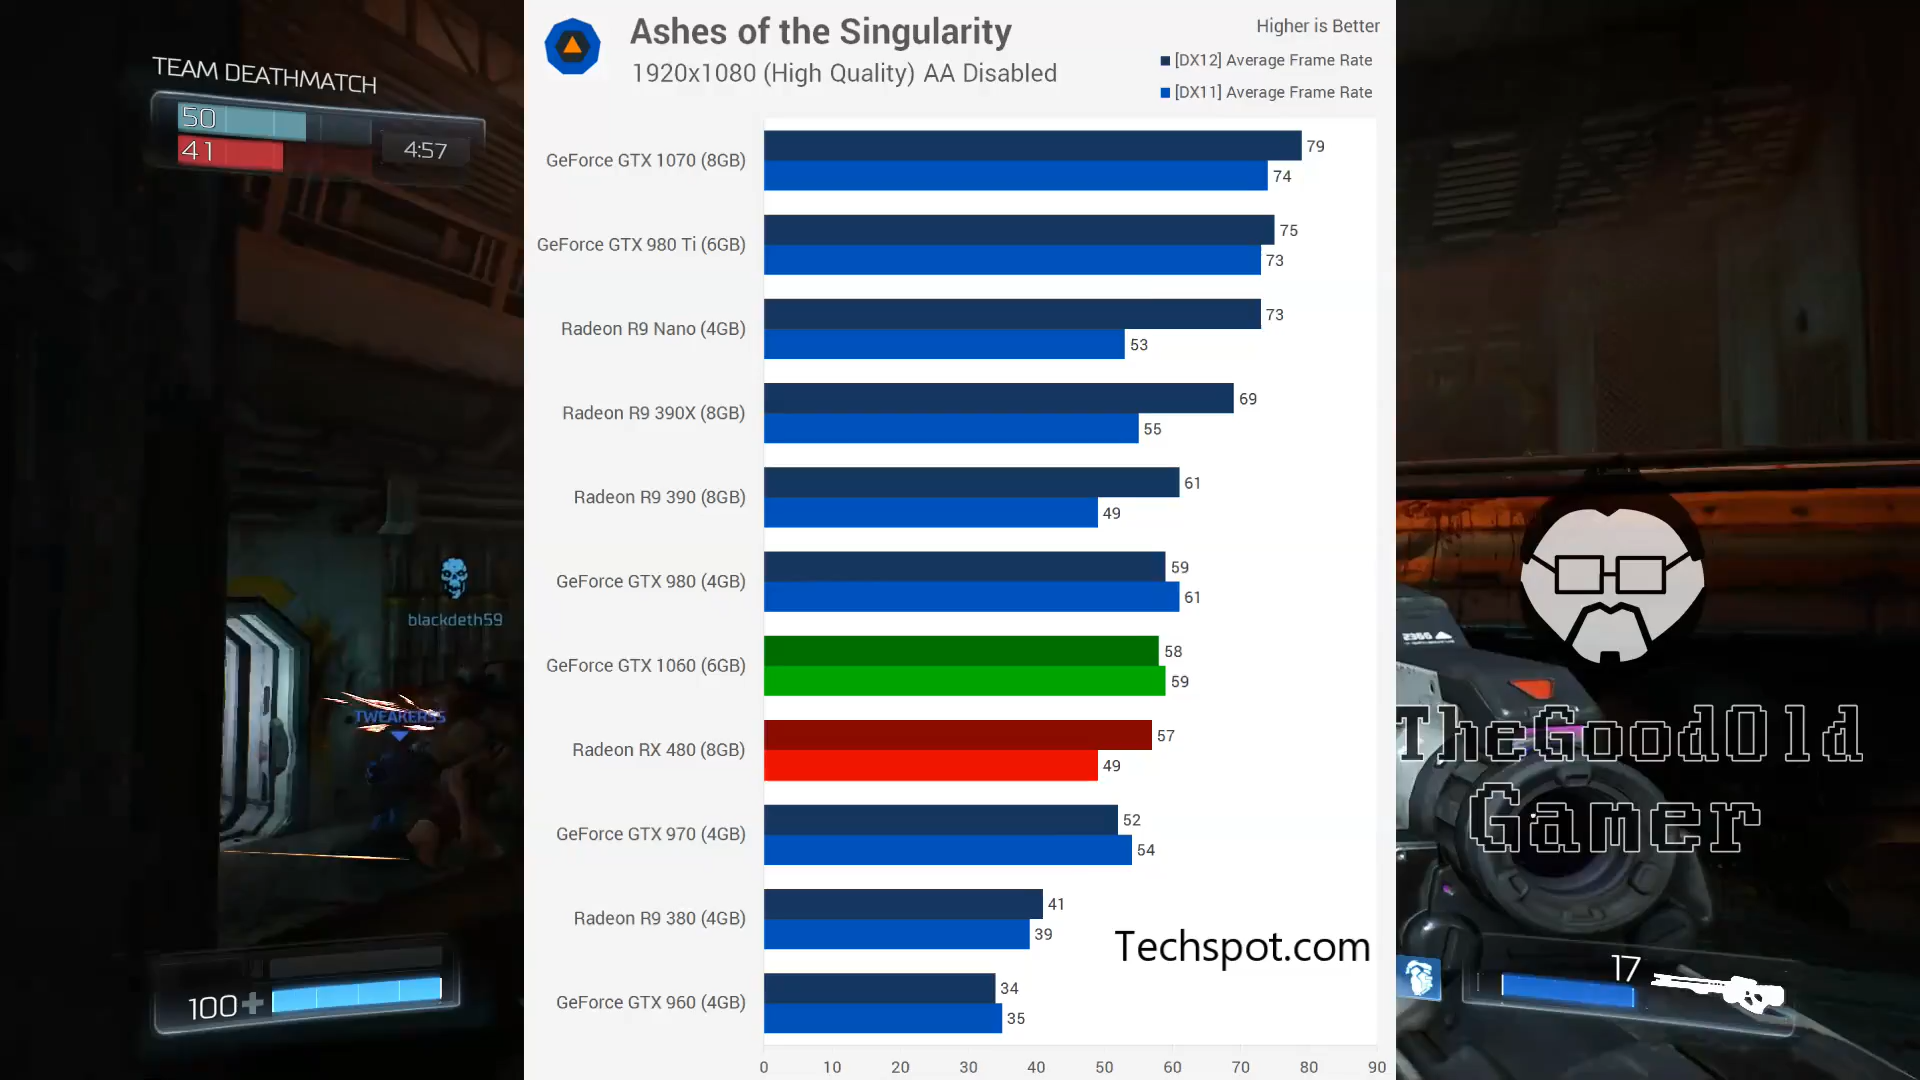 TEAM DEATHMATCH
50
41
4:57
blackdeth59
TWEAKERSS
100
Ashes of the Singularity
1920x1080 (High Quality) AA Disabled
Higher is Better
[DX12] Average Frame Rate
[DX11] Average Frame Rate
GeForce GTX 1070 (8GB)
79
74
GeForce GTX 980 Ti (6GB)
75
73
Radeon R9 Nano (4GB)
73
53
Radeon R9 390X (8GB)
69
55
Radeon R9 390 (8GB)
61
49
GeForce GTX 980 (4GB)
59
61
GeForce GTX 1060 (6GB)
58
59
Radeon RX 480 (8GB)
57
49
GeForce GTX 970 (4GB)
52
54
Radeon R9 380 (4GB)
41
39
GeForce GTX 960 (4GB)
34
35
0 10 20 30 40 50 60 70 80 90
Techspot.com
TheGoodOld
Gamer
17